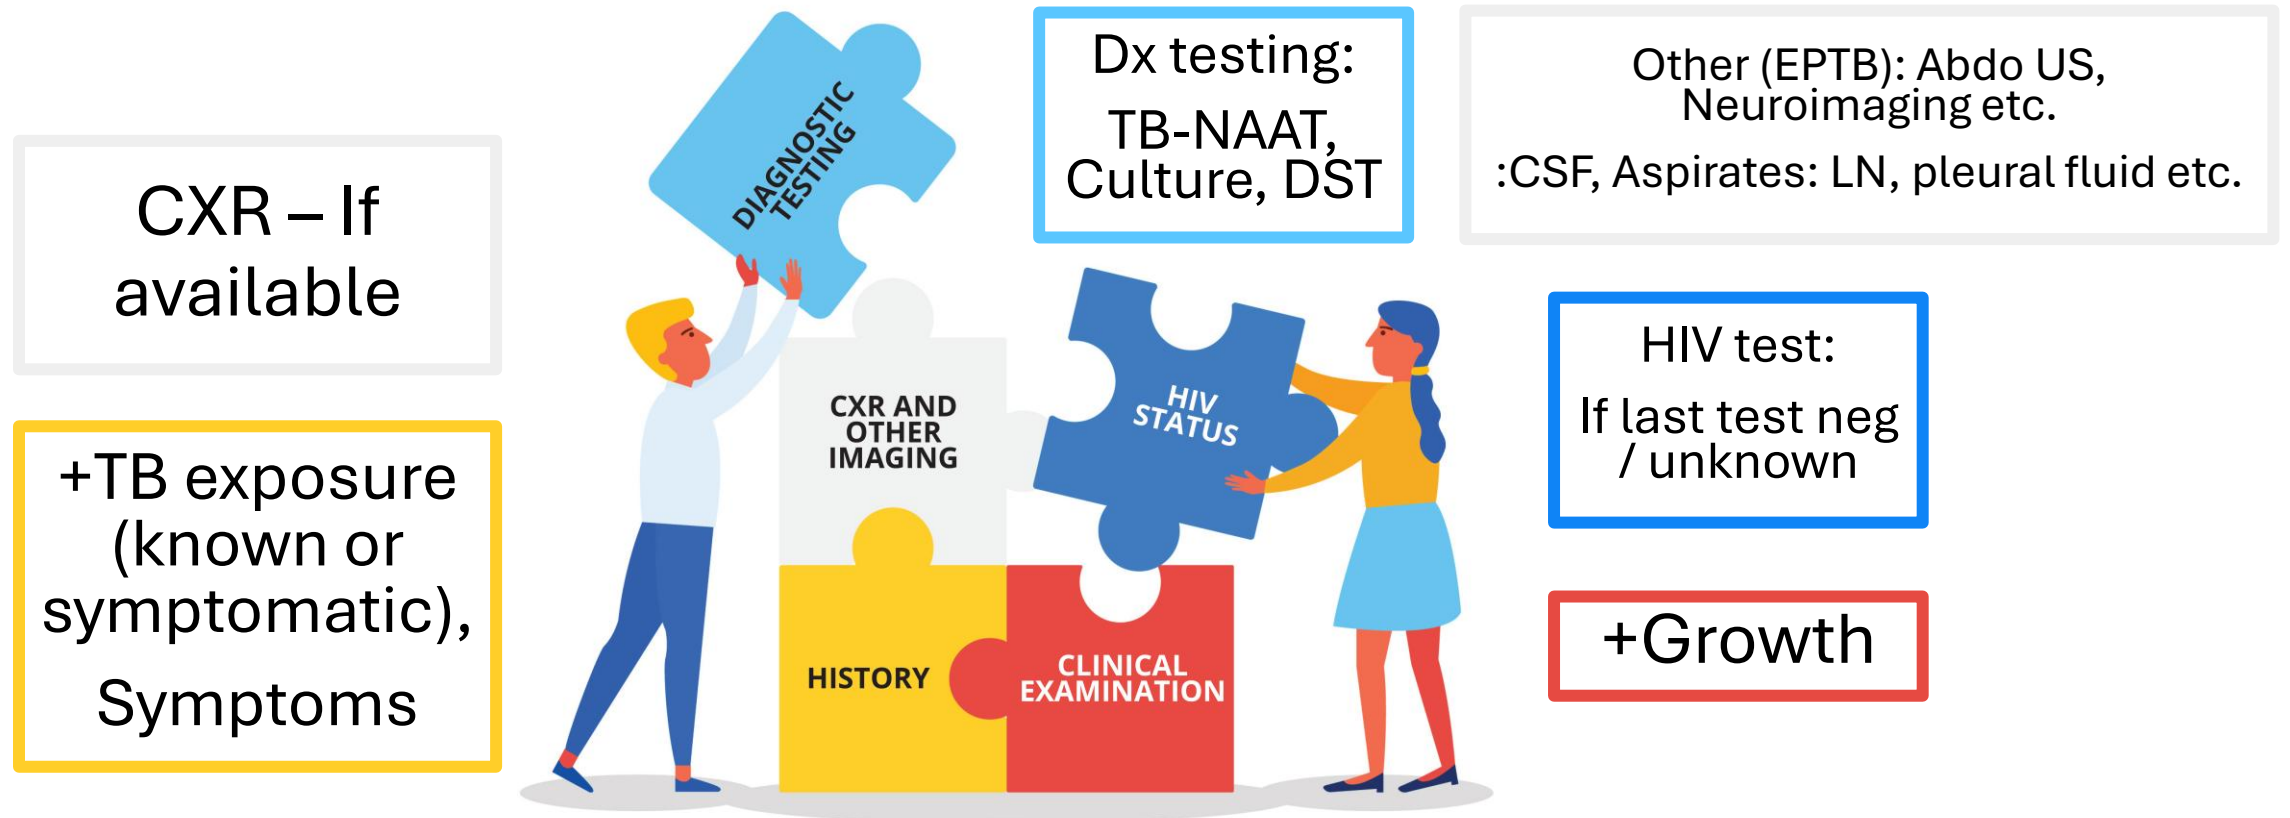 CXR – If
available
+TB exposure
(known or
symptomatic),
Symptoms
DIAGNOSTIC
TESTING
CXR AND
OTHER
IMAGING
HIV
STATUS
HISTORY
CLINICAL
EXAMINATION
Dx testing:
TB-NAAT,
Culture, DST
Other (EPTB): Abdo US,
Neuroimaging etc.
:CSF, Aspirates: LN, pleural fluid etc.
HIV test:
If last test neg
/ unknown
+Growth